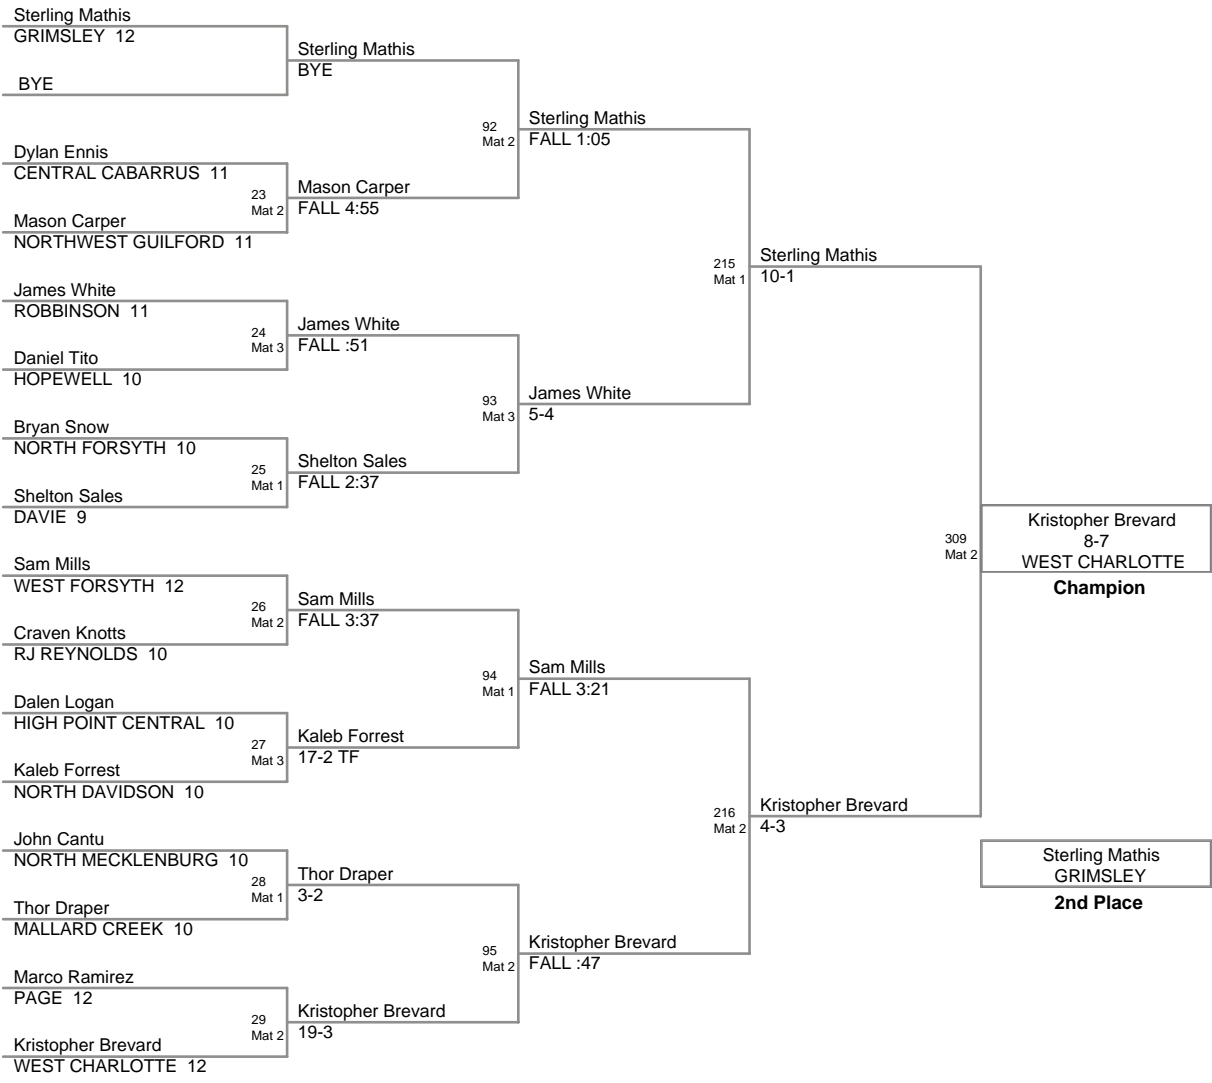 Sterling Mathis
GRIMSLEY 12
BYE
Sterling Mathis
BYE
Dylan Ennis
CENTRAL CABARRUS 11
23
Mat 2
Mason Carper
NORTHWEST GUILFORD 11
Mason Carper
FALL 4:55
92
Mat 2
Sterling Mathis
FALL 1:05
James White
ROBBINSON 11
24
Mat 3
Daniel Tito
HOPEWELL 10
James White
FALL :51
Bryan Snow
NORTH FORSYTH 10
25
Mat 1
Shelton Sales
DAVIE 9
Shelton Sales
FALL 2:37
93
Mat 3
James White
5-4
215
Mat 1
Sterling Mathis
10-1
Sam Mills
WEST FORSYTH 12
26
Mat 2
Craven Knotts
RJ REYNOLDS 10
Sam Mills
FALL 3:37
Dalen Logan
HIGH POINT CENTRAL 10
27
Mat 3
Kaleb Forrest
NORTH DAVIDSON 10
Kaleb Forrest
17-2 TF
94
Mat 1
Sam Mills
FALL 3:21
John Cantu
NORTH MECKLENBURG 10
28
Mat 1
Thor Draper
MALLARD CREEK 10
Thor Draper
3-2
Marco Ramirez
PAGE 12
29
Mat 2
Kristopher Brevard
WEST CHARLOTTE 12
Kristopher Brevard
19-3
95
Mat 2
Kristopher Brevard
FALL :47
216
Mat 2
Kristopher Brevard
4-3
309
Mat 2
Kristopher Brevard
8-7
WEST CHARLOTTE
Champion
Sterling Mathis
GRIMSLEY
2nd Place